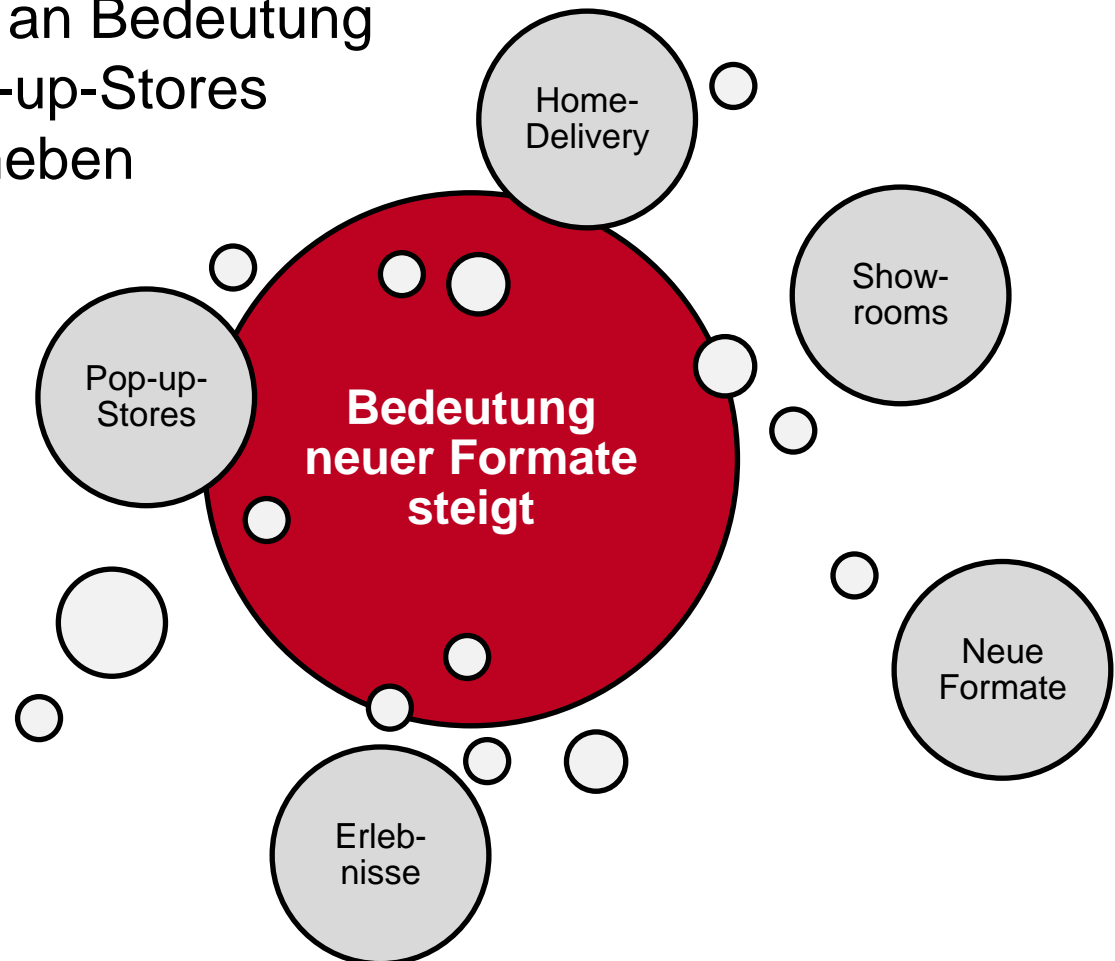 an Bedeutung
-up-Stores
eben
Home-
Delivery
Show-
rooms
Pop-up-
Stores
Bedeutung
neuer Formate
steigt
Neue
Formate
Erleb-
nisse